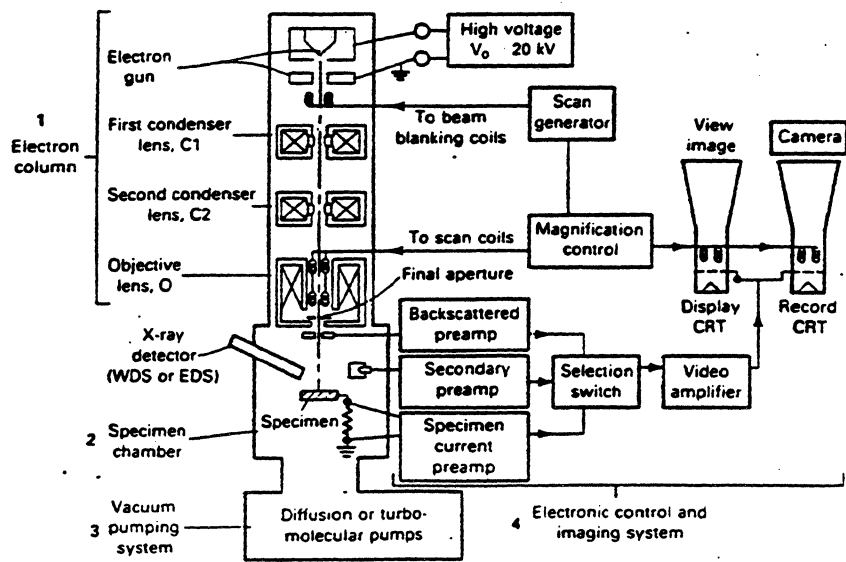 High voltage
Vo 20 kV
Electron
gun
To beam
blanking coils
Scan
generator
View
image
Camera
1
Electron
column
First condenser
lens, C1
Second condenser
lens, C2
To scan coils
Magnification
control
Objective
lens, O
Final aperture
Display
CRT
Record
CRT
X-ray
detector
(WDS or EDS)
Backscattered
preamp
Secondary
preamp
Selection
switch
Video
amplifier
Specimen
Specimen
current
preamp
2 Specimen
chamber
3 Vacuum
pumping
system
Diffusion or turbo-
molecular pumps
4 Electronic control and
imaging system